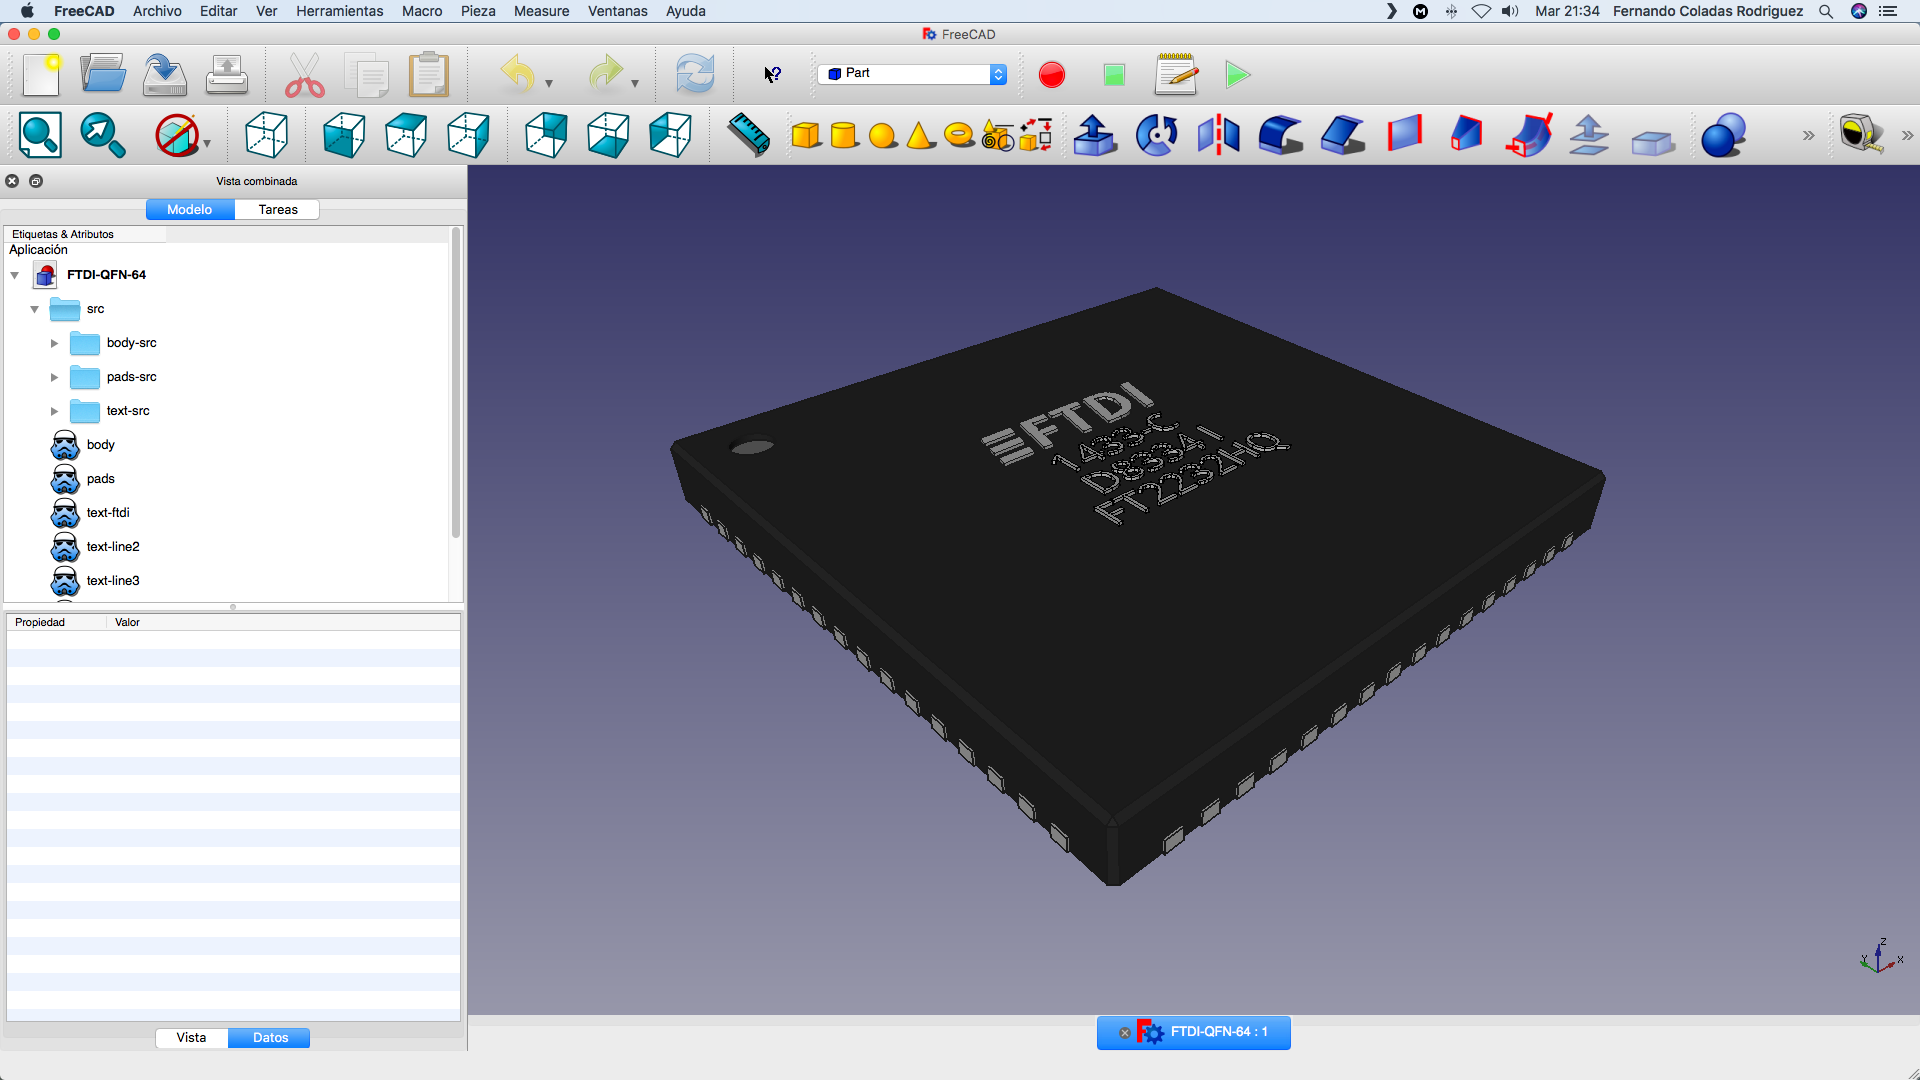 FreeCAD Archivo Editar Ver Herramientas Macro Pieza Measure Ventanas Ayuda Mar 21:34 Fernando Coladas Rodriguez
FreeCAD
Part
Vista combinada
Modelo Tareas
Etiquetas & Atributos
Aplicación
FTDI-QFN-64
src
body-src
pads-src
text-src
body
pads
text-ftdi
text-line2
text-line3
Propiedad Valor
Vista Datos
FTDI
1433-C
D8334I
FT2232HQ
Z
Y X
FTDI-QFN-64 : 1